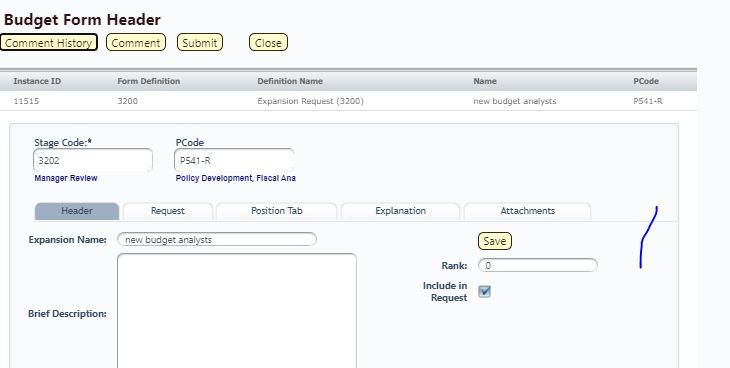 Budget Form Header
Comment History Comment Submit Close
Instance ID Form Definition Definition Name Name PCode
11515 3200 Expansion Request (3200) new budget analysts P541-R
Stage Code:* PCode
3202 P541-R
Manager Review Policy Development, Fiscal Ana
Header Request Position Tab Explanation Attachments
Expansion Name: new budget analysts Save
Rank: 0
Include in
Request
Brief Description: